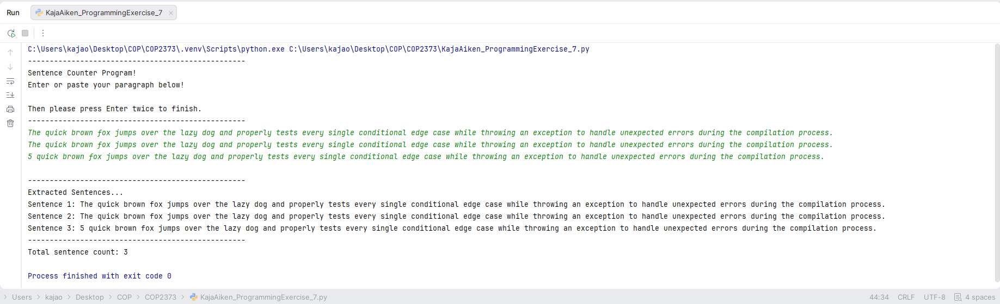 Run KajaAiken_ProgrammingExercise_7
C:\Users\kajao\Desktop\COP\COP2373\.venv\Scripts\python.exe C:\Users\kajao\Desktop\COP\COP2373\KajaAiken_ProgrammingExercise_7.py
--------------------------------------------------
Sentence Counter Program!
Enter or paste your paragraph below!
Then please press Enter twice to finish.
--------------------------------------------------
The quick brown fox jumps over the lazy dog and properly tests every single conditional edge case while throwing an exception to handle unexpected errors during the compilation process.
The quick brown fox jumps over the lazy dog and properly tests every single conditional edge case while throwing an exception to handle unexpected errors during the compilation process.
5 quick brown fox jumps over the lazy dog and properly tests every single conditional edge case while throwing an exception to handle unexpected errors during the compilation process.
--------------------------------------------------
Extracted Sentences...
Sentence 1: The quick brown fox jumps over the lazy dog and properly tests every single conditional edge case while throwing an exception to handle unexpected errors during the compilation process.
Sentence 2: The quick brown fox jumps over the lazy dog and properly tests every single conditional edge case while throwing an exception to handle unexpected errors during the compilation process.
Sentence 3: 5 quick brown fox jumps over the lazy dog and properly tests every single conditional edge case while throwing an exception to handle unexpected errors during the compilation process.
--------------------------------------------------
Total sentence count: 3
Process finished with exit code 0
Users > kajao > Desktop > COP > COP2373 > KajaAiken_ProgrammingExercise_7.py 44:34 CRLF UTF-8 4 spaces